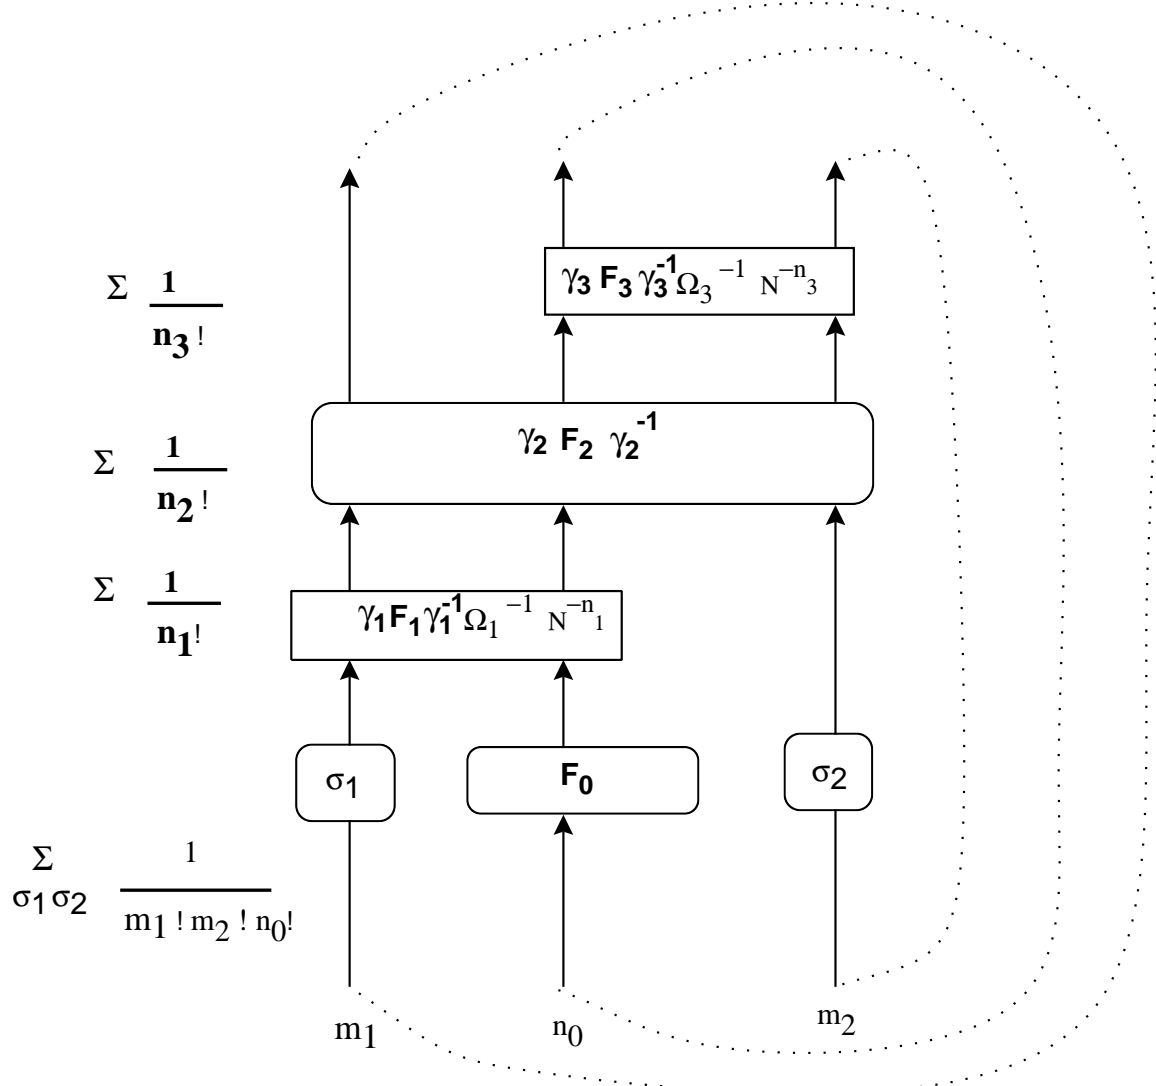 γ₃ F₃ γ₃⁻¹ Ω₃⁻¹ N⁻ⁿ₃
Σ 1
n₃ !
γ₂ F₂ γ₂⁻¹
Σ 1
n₂ !
Σ 1
n₁!
γ₁F₁γ₁⁻¹Ω₁⁻¹ N⁻ⁿ₁
σ₁
F₀
σ₂
Σ 1
σ₁σ₂
m₁ ! m₂ ! n₀!
m₁
n₀
m₂